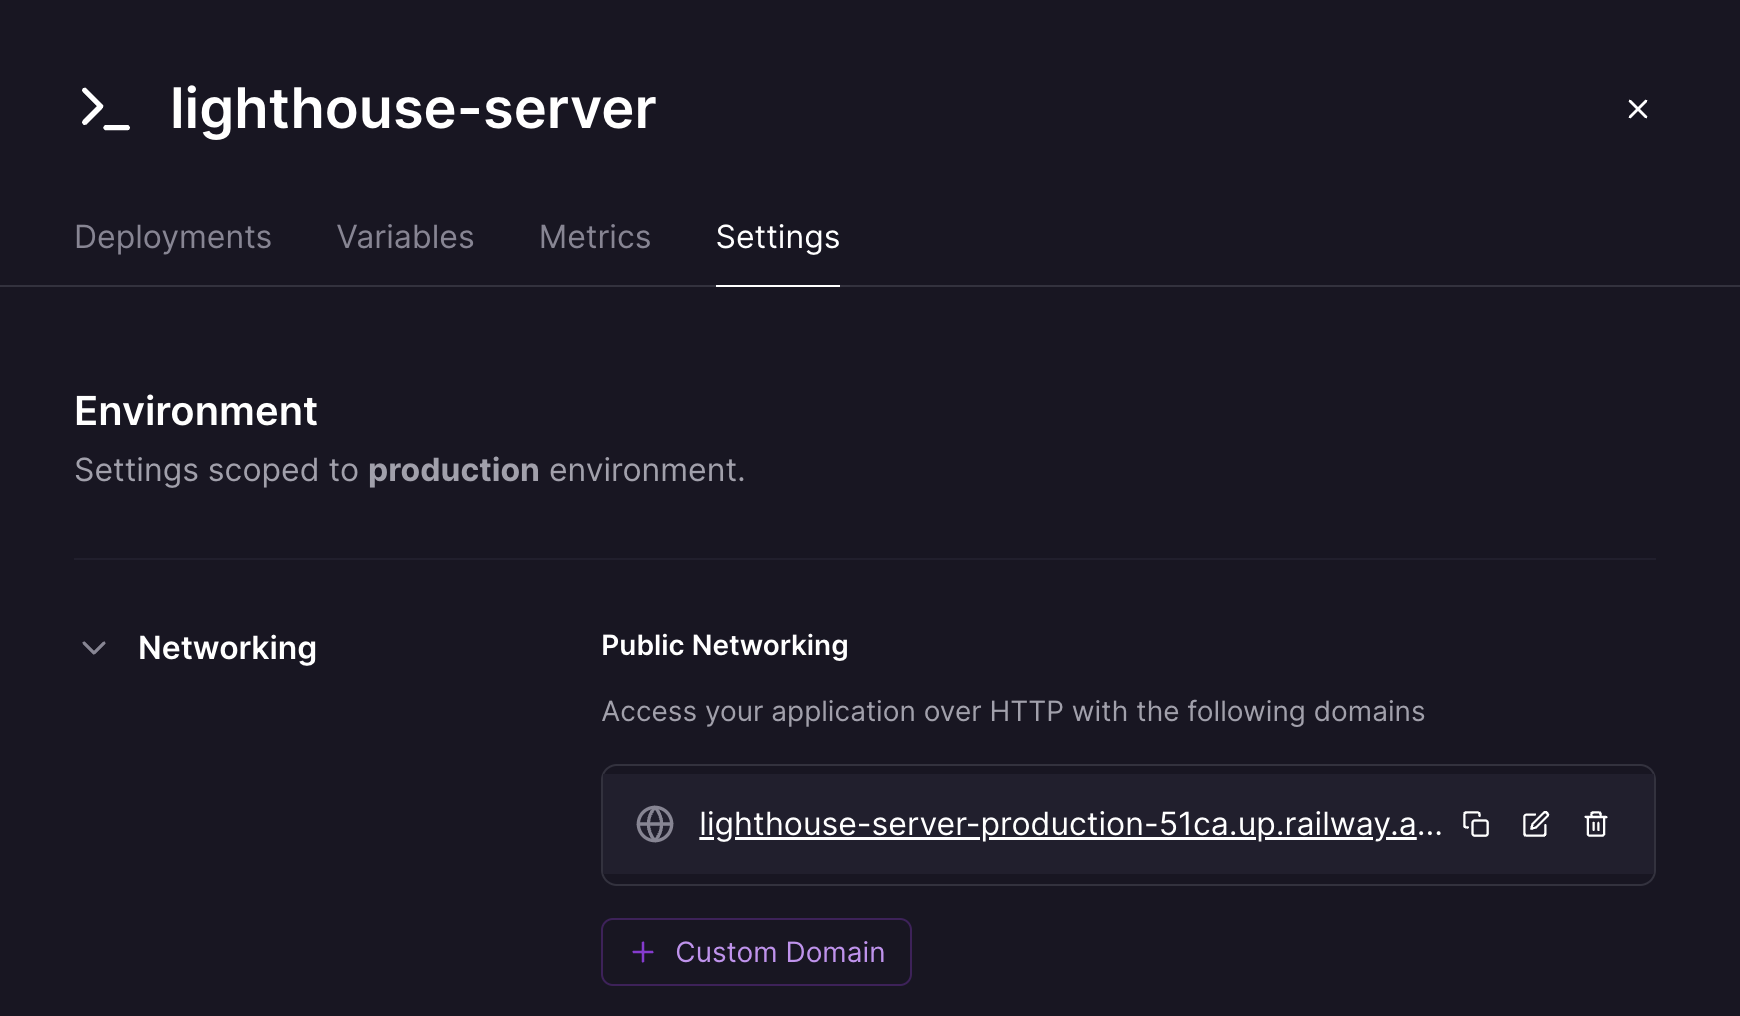 lighthouse-server
Deployments Variables Metrics Settings
Environment
Settings scoped to production environment.
Networking
Public Networking
Access your application over HTTP with the following domains
lighthouse-server-production-51ca.up.railway.a...
+ Custom Domain